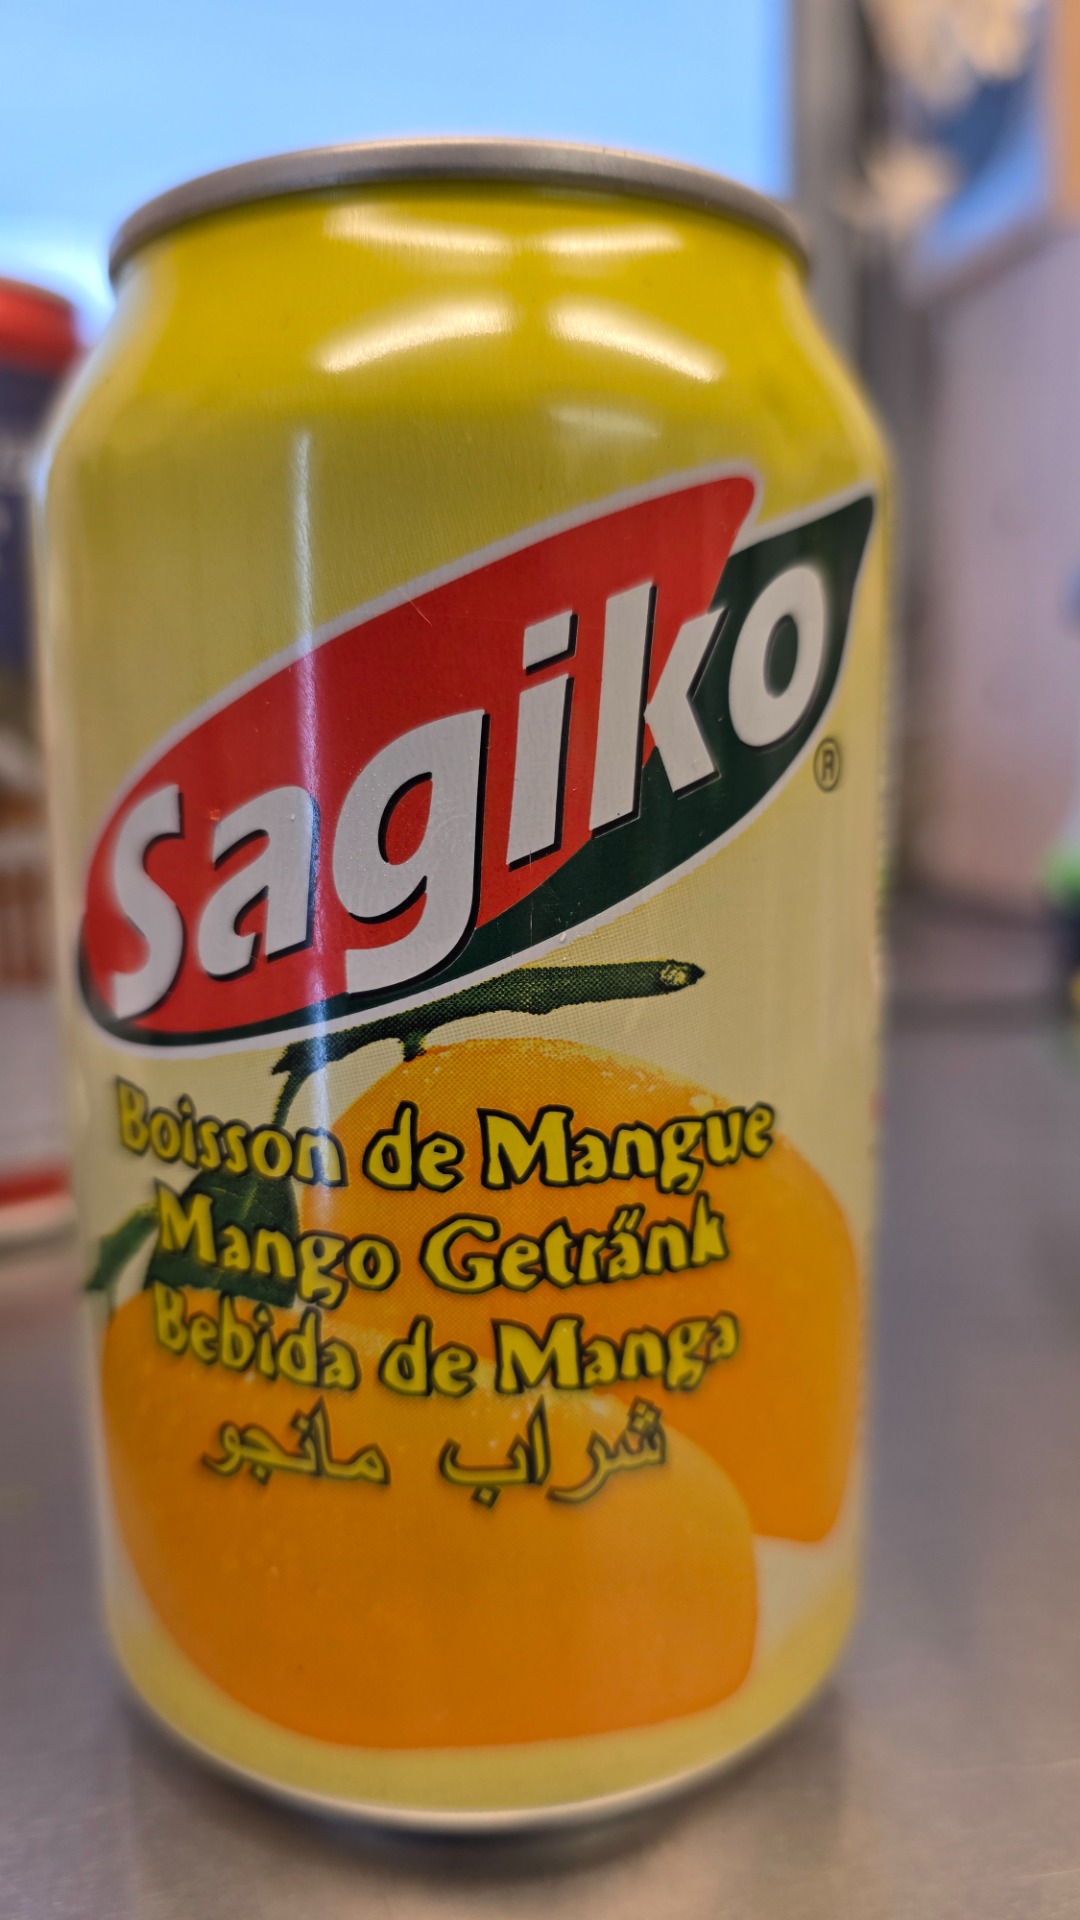 Sagiko
®
Boisson de Mangue
Mango Getränk
Bebida de Manga
شراب مانجو